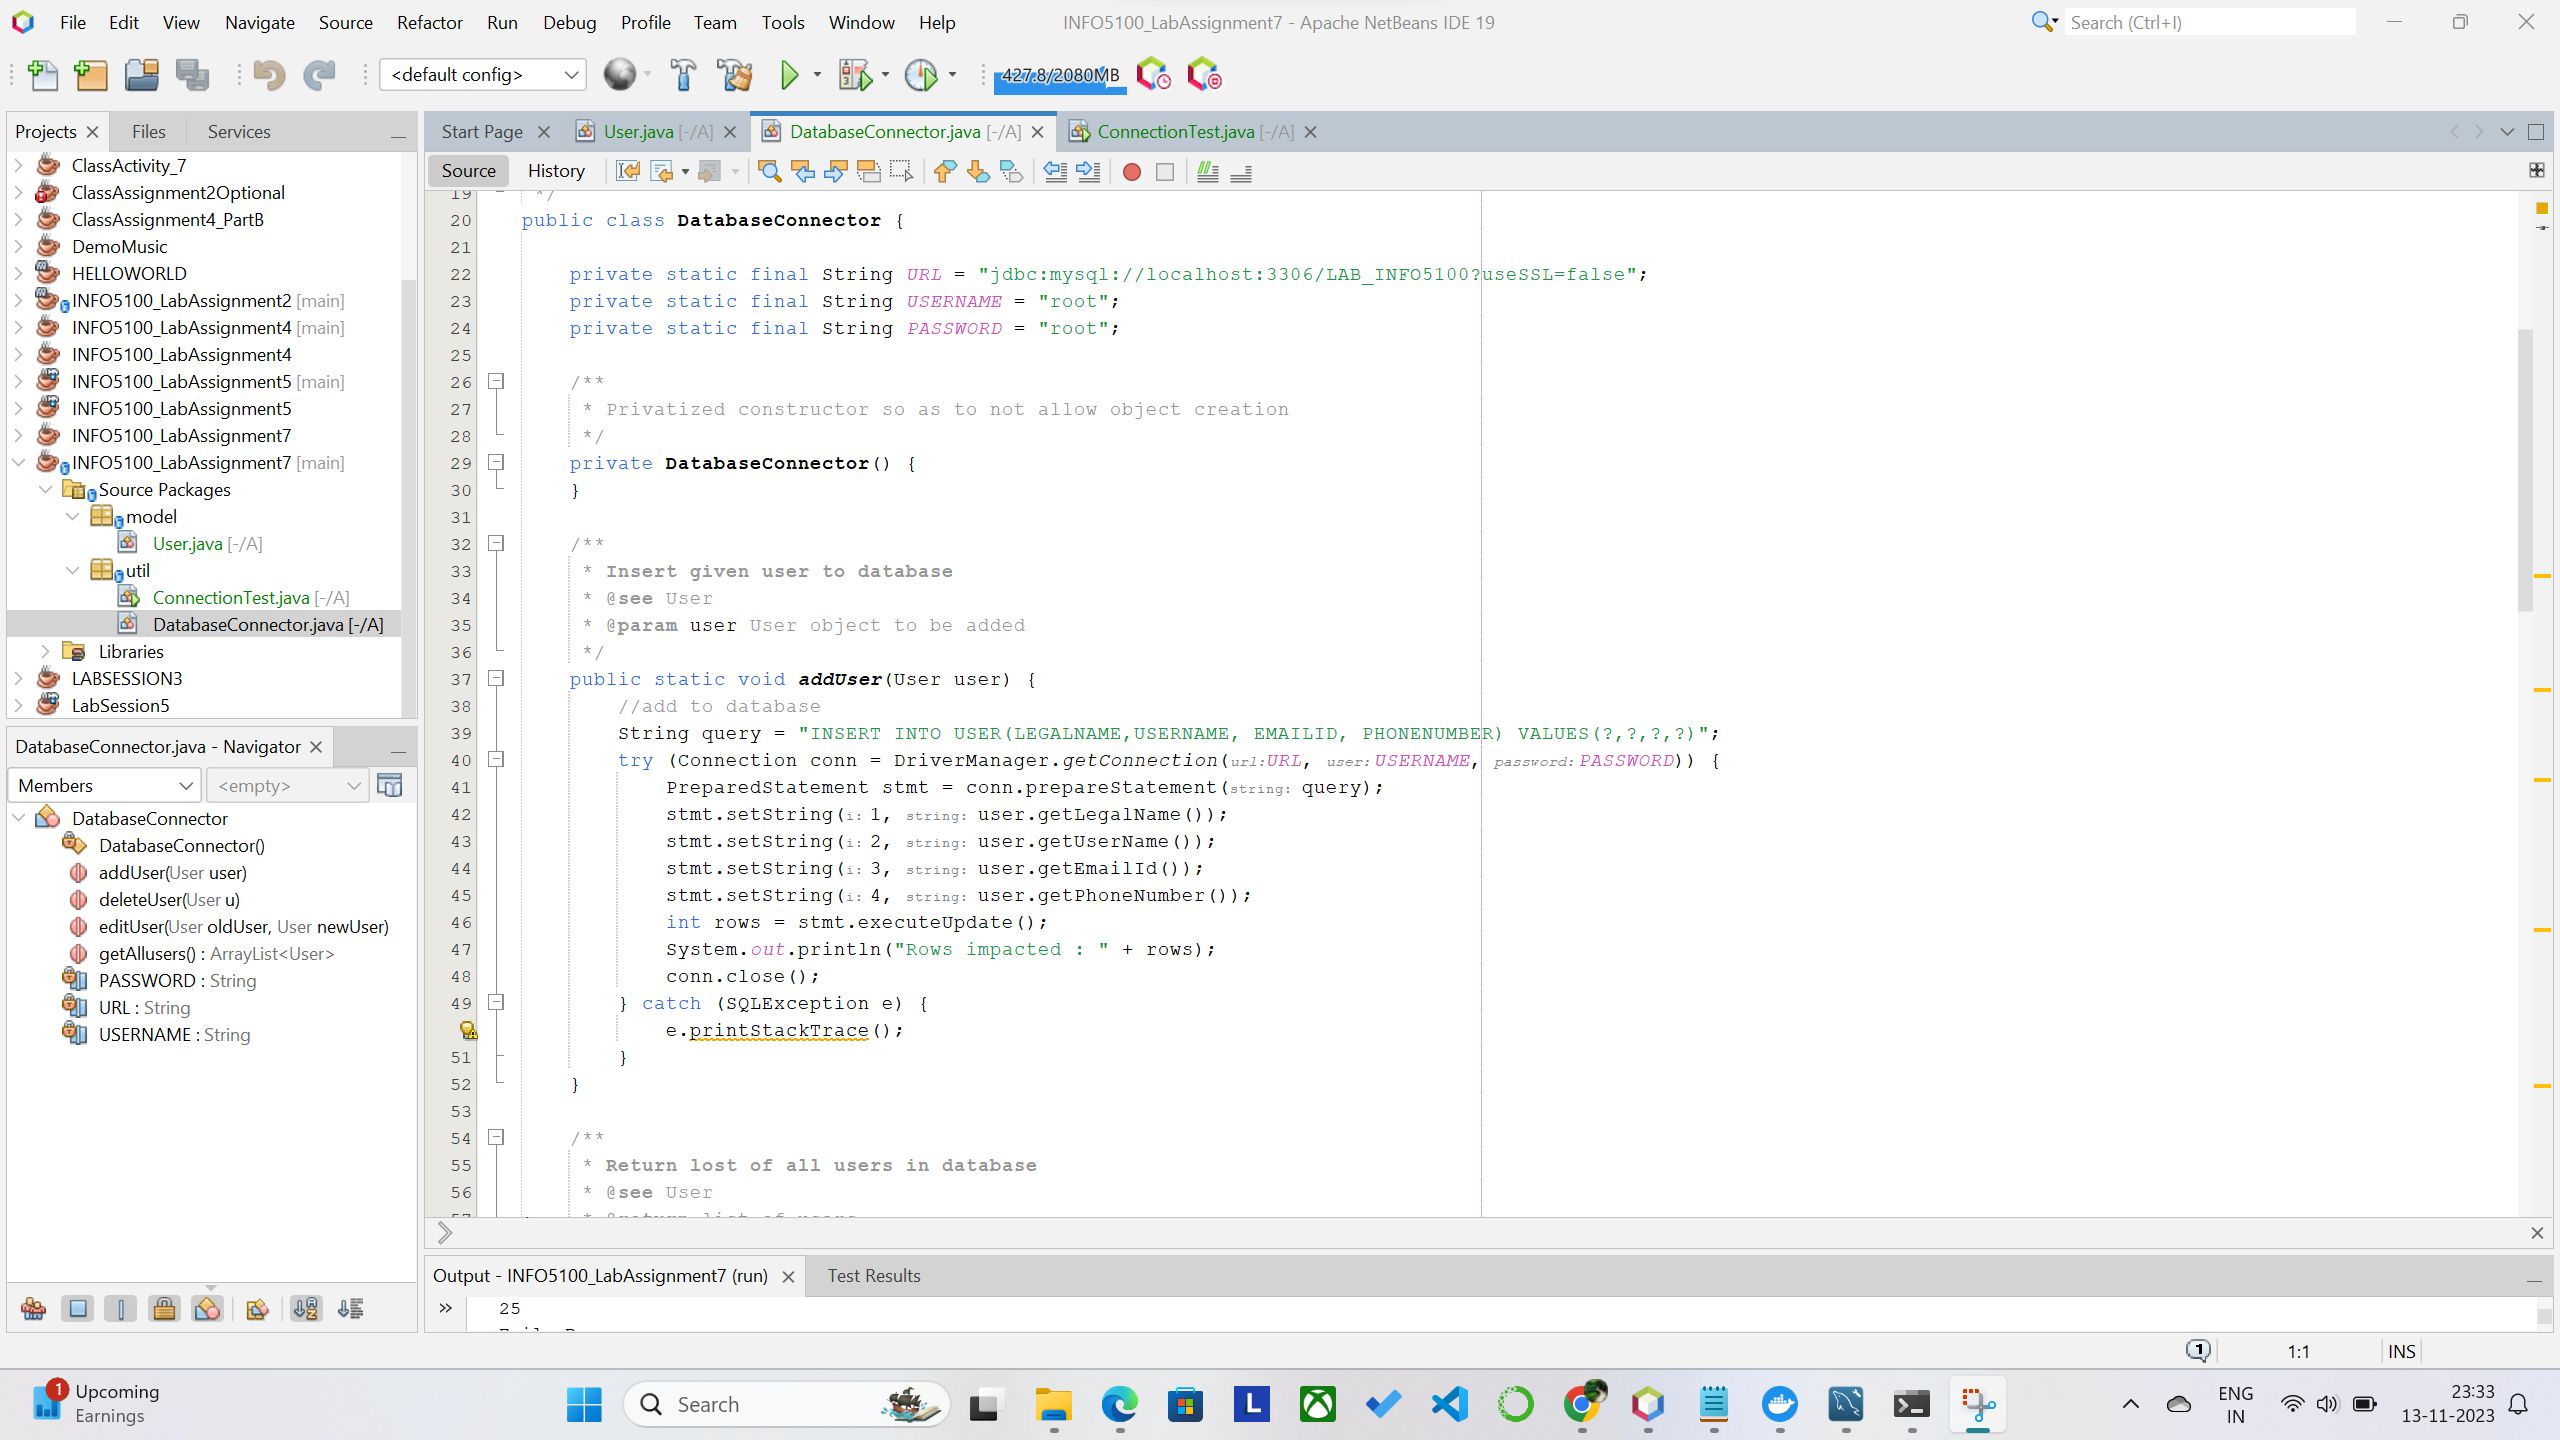 File Edit View Navigate Source Refactor Run Debug Profile Team Tools Window Help
INFO5100_LabAssignment7 - Apache NetBeans IDE 19
Search (Ctrl+I)
<default config>
427.8/2080MB
Projects Files Services
ClassActivity_7
ClassAssignment2Optional
ClassAssignment4_PartB
DemoMusic
HELLOWORLD
INFO5100_LabAssignment2 [main]
INFO5100_LabAssignment4 [main]
INFO5100_LabAssignment4
INFO5100_LabAssignment5 [main]
INFO5100_LabAssignment5
INFO5100_LabAssignment7
INFO5100_LabAssignment7 [main]
Source Packages
model
User.java [-/A]
util
ConnectionTest.java [-/A]
DatabaseConnector.java [-/A]
Libraries
LABSESSION3
LabSession5
DatabaseConnector.java - Navigator
Members <empty>
DatabaseConnector
DatabaseConnector()
addUser(User user)
deleteUser(User u)
editUser(User oldUser, User newUser)
getAllusers() : ArrayList<User>
PASSWORD : String
URL : String
USERNAME : String
Start Page User.java [-/A] DatabaseConnector.java [-/A] ConnectionTest.java [-/A]
Source History
19 */
20 public class DatabaseConnector {
21
22 private static final String URL = "jdbc:mysql://localhost:3306/LAB_INFO5100?useSSL=false";
23 private static final String USERNAME = "root";
24 private static final String PASSWORD = "root";
25
26 /**
27 * Privatized constructor so as to not allow object creation
28 */
29 private DatabaseConnector() {
30 }
31
32 /**
33 * Insert given user to database
34 * @see User
35 * @param user User object to be added
36 */
37 public static void addUser(User user) {
38 //add to database
39 String query = "INSERT INTO USER(LEGALNAME,USERNAME, EMAILID, PHONENUMBER) VALUES(?,?,?,?)";
40 try (Connection conn = DriverManager.getConnection(url:URL, user:USERNAME, password:PASSWORD)) {
41 PreparedStatement stmt = conn.prepareStatement(string: query);
42 stmt.setString(i: 1, string: user.getLegalName());
43 stmt.setString(i: 2, string: user.getUserName());
44 stmt.setString(i: 3, string: user.getEmailId());
45 stmt.setString(i: 4, string: user.getPhoneNumber());
46 int rows = stmt.executeUpdate();
47 System.out.println("Rows impacted : " + rows);
48 conn.close();
49 } catch (SQLException e) {
e.printStackTrace();
51 }
52 }
53
54 /**
55 * Return lost of all users in database
56 * @see User
Output - INFO5100_LabAssignment7 (run) Test Results
25
1 1:1 INS
1 Upcoming
Earnings
Search
L
ENG
IN
23:33
13-11-2023